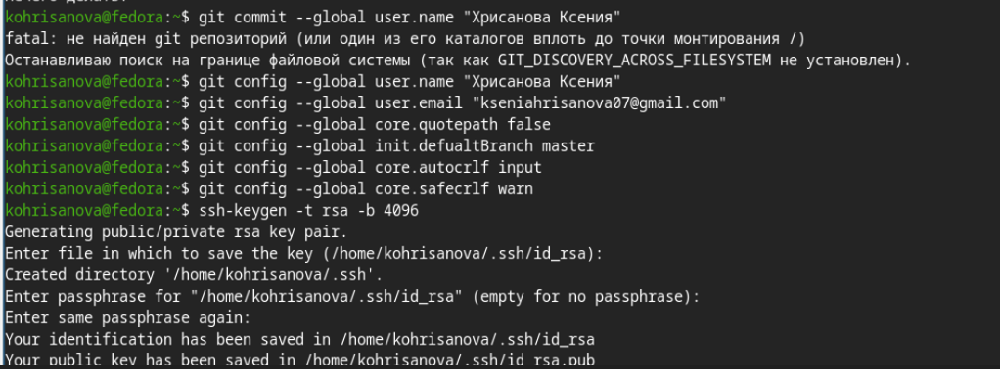 kohrisanova@fedora:~$ git commit --global user.name "Хрисанова Ксения"
fatal: не найден git репозиторий (или один из его каталогов вплоть до точки монтирования /)
Останавливаю поиск на границе файловой системы (так как GIT_DISCOVERY_ACROSS_FILESYSTEM не установлен).
kohrisanova@fedora:~$ git config --global user.name "Хрисанова Ксения"
kohrisanova@fedora:~$ git config --global user.email "kseniahrisanova07@gmail.com"
kohrisanova@fedora:~$ git config --global core.quotepath false
kohrisanova@fedora:~$ git config --global init.defualtBranch master
kohrisanova@fedora:~$ git config --global core.autocrlf input
kohrisanova@fedora:~$ git config --global core.safecrlf warn
kohrisanova@fedora:~$ ssh-keygen -t rsa -b 4096
Generating public/private rsa key pair.
Enter file in which to save the key (/home/kohrisanova/.ssh/id_rsa):
Created directory '/home/kohrisanova/.ssh'.
Enter passphrase for "/home/kohrisanova/.ssh/id_rsa" (empty for no passphrase):
Enter same passphrase again:
Your identification has been saved in /home/kohrisanova/.ssh/id_rsa
Your public key has been saved in /home/kohrisanova/.ssh/id_rsa.pub